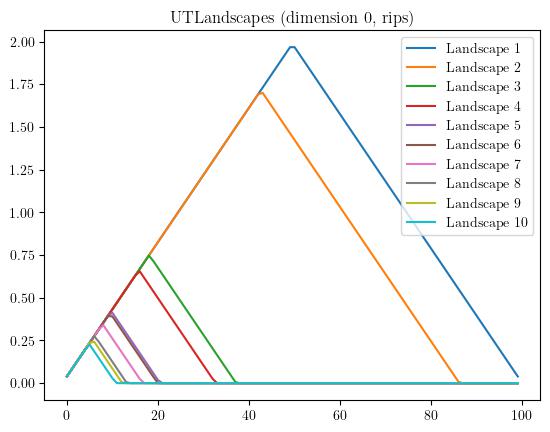 UTLandscapes (dimension 0, rips)
2.00
1.75
1.50
1.25
1.00
0.75
0.50
0.25
0.00
0
20
40
60
80
100
Landscape 1
Landscape 2
Landscape 3
Landscape 4
Landscape 5
Landscape 6
Landscape 7
Landscape 8
Landscape 9
Landscape 10